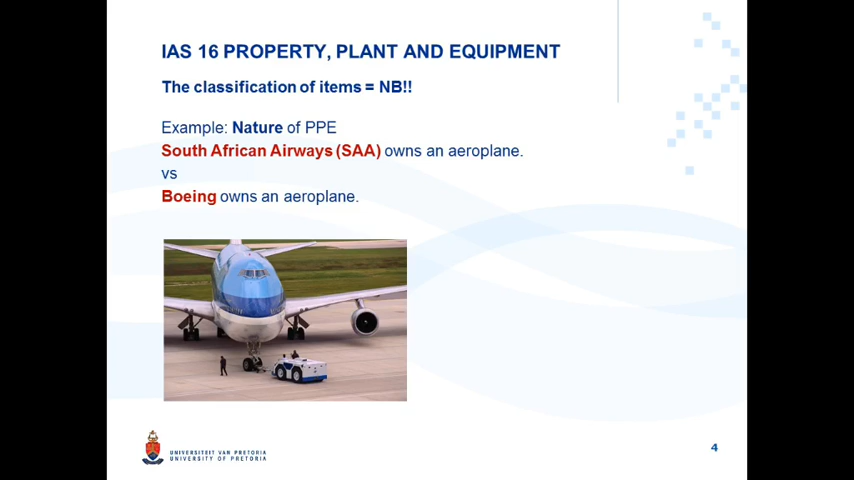 IAS 16 PROPERTY, PLANT AND EQUIPMENT
The classification of items = NB!!
Example: Nature of PPE
South African Airways (SAA) owns an aeroplane.
vs
Boeing owns an aeroplane.
UNIVERSITEIT VAN PRETORIA
UNIVERSITY OF PRETORIA
4